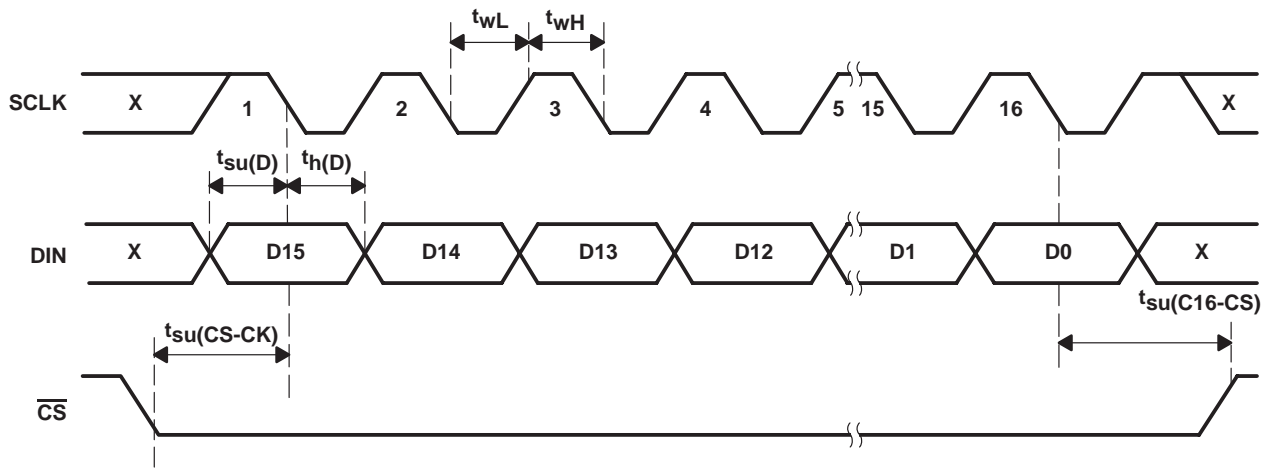 twL twH
SCLK X 1 2 3 4 5 15 16 X
tsu(D) th(D)
DIN X D15 D14 D13 D12 D1 D0 X
tsu(CS-CK) tsu(C16-CS)
CS